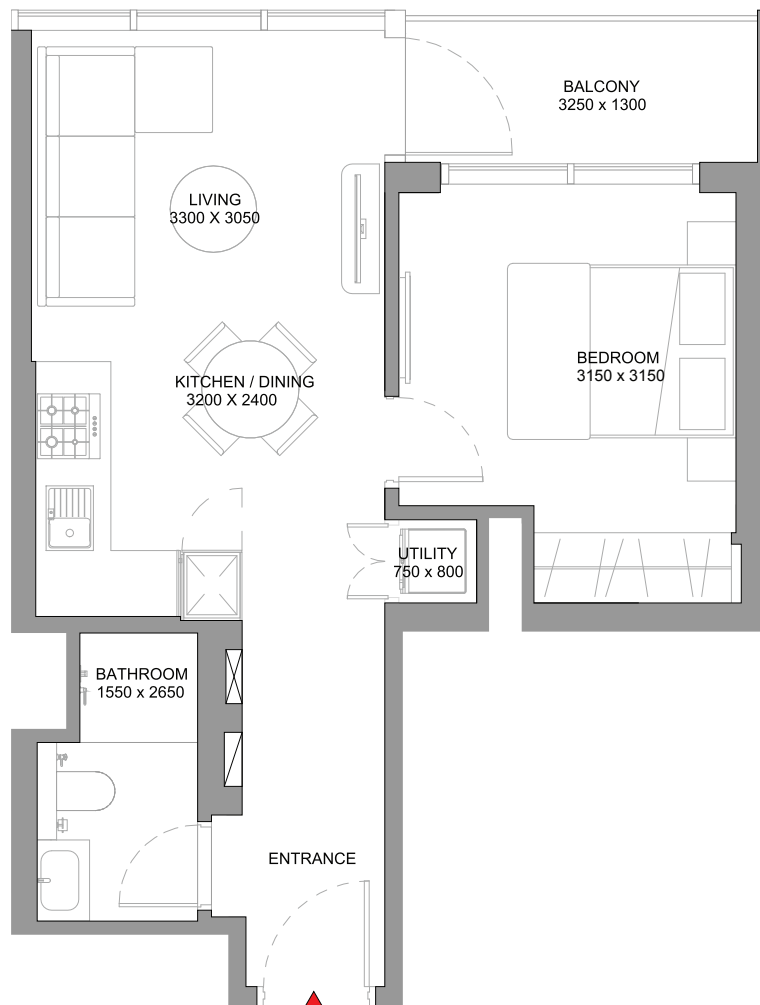 BALCONY
3250 x 1300
LIVING
3300 X 3050
BEDROOM
3150 x 3150
KITCHEN / DINING
3200 X 2400
UTILITY
750 x 800
BATHROOM
1550 x 2650
ENTRANCE